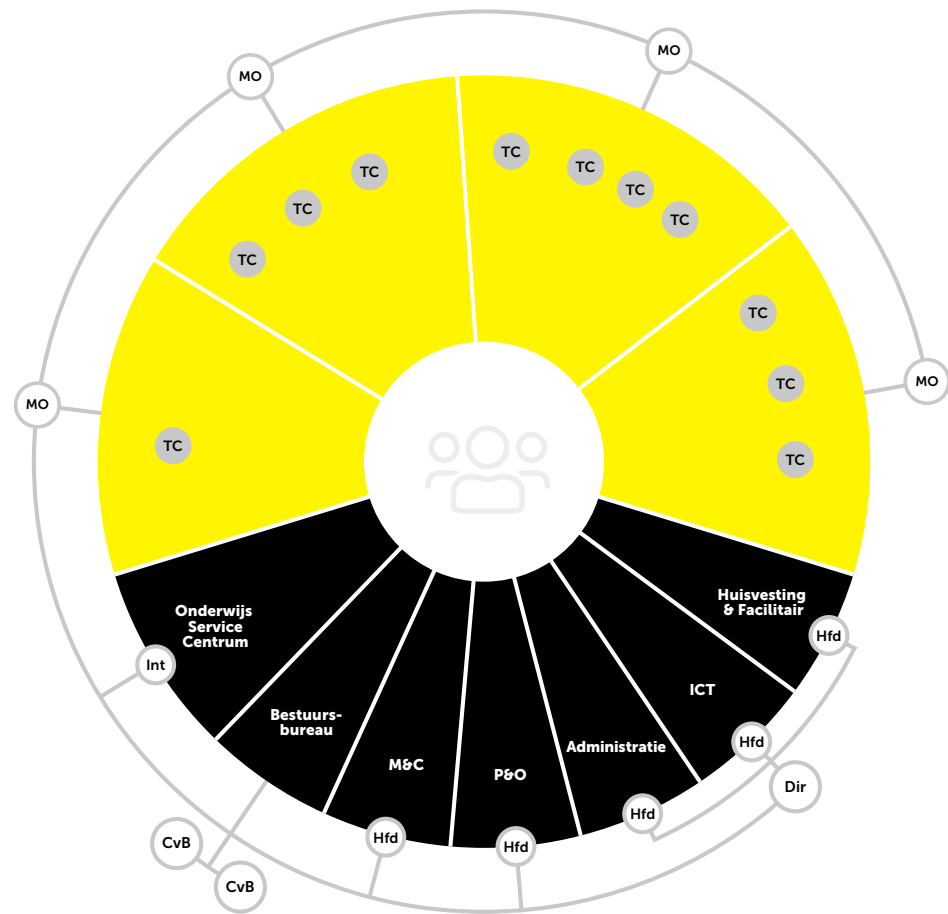 MO
MO
TC
TC
TC
TC
TC
TC
TC
TC
TC
TC
MO
MO
TC
Onderwijs
Service
Centrum
Huisvesting
& Facilitair
Hfd
Int
ICT
Bestuurs-
bureau
Hfd
Administratie
M&C
P&O
Dir
Hfd
Hfd
Hfd
CvB
CvB